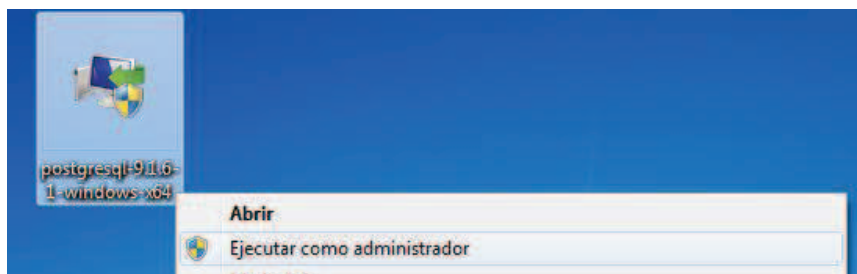 postgresql-9.1.6-
1-windows-x64
Abrir
Ejecutar como administrador